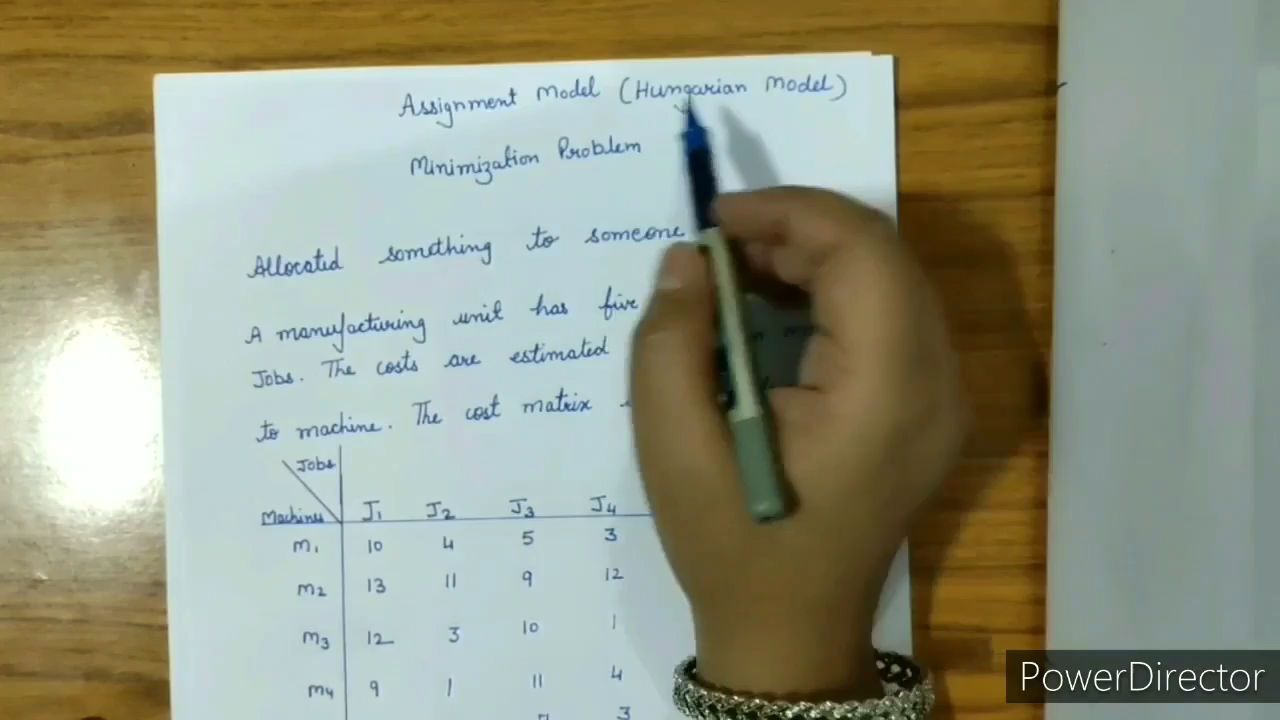 Assignment Model (Hungarian Model)
Minimization Problem
Allocated something to someone
A manufacturing unit has five
Jobs. The costs are estimated
to machine. The cost matrix
Jobs
Machines J1 J2 J3 J4
M1 10 4 5 3
M2 13 11 9 12
M3 12 3 10 1
M4 9 1 11 4
3
PowerDirector